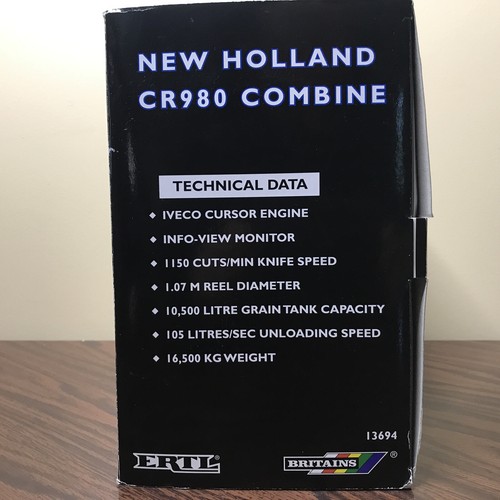 NEW HOLLAND
CR980 COMBINE
TECHNICAL DATA
◆ IVECO CURSOR ENGINE
◆ INFO-VIEW MONITOR
◆ 1150 CUTS/MIN KNIFE SPEED
◆ 1.07 M REEL DIAMETER
◆ 10,500 LITRE GRAIN TANK CAPACITY
◆ 105 LITRES/SEC UNLOADING SPEED
◆ 16,500 KG WEIGHT
13694
ERTL® BRITAINS®